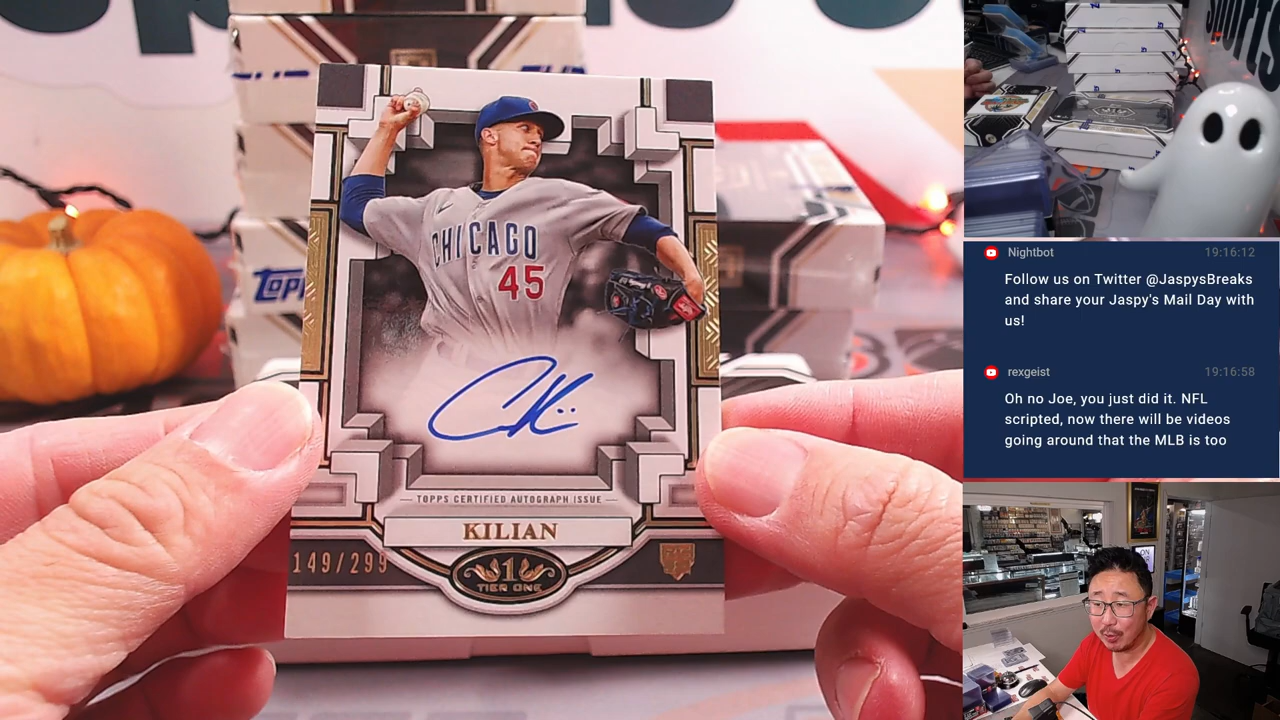 CHICAGO
45
TOPPS CERTIFIED AUTOGRAPH ISSUE
KILIAN
149/299
1
TIER ONE
TOPPS
sports
Nightbot 19:16:12
Follow us on Twitter @JaspysBreaks
and share your Jaspy's Mail Day with
us!
rexgeist 19:16:58
Oh no Joe, you just did it. NFL
scripted, now there will be videos
going around that the MLB is too